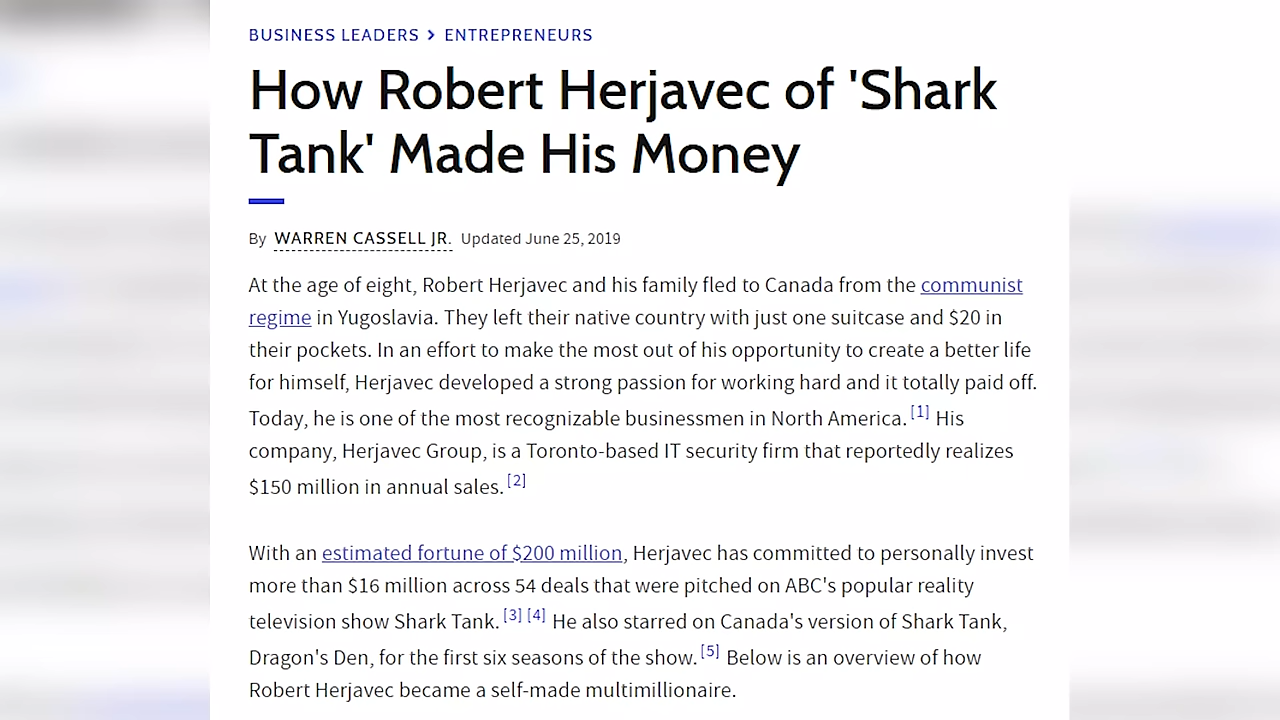 BUSINESS LEADERS > ENTREPRENEURS
How Robert Herjavec of 'Shark
Tank' Made His Money
By WARREN CASSELL JR. Updated June 25, 2019
At the age of eight, Robert Herjavec and his family fled to Canada from the communist
regime in Yugoslavia. They left their native country with just one suitcase and $20 in
their pockets. In an effort to make the most out of his opportunity to create a better life
for himself, Herjavec developed a strong passion for working hard and it totally paid off.
Today, he is one of the most recognizable businessmen in North America. [1] His
company, Herjavec Group, is a Toronto-based IT security firm that reportedly realizes
$150 million in annual sales. [2]
With an estimated fortune of $200 million, Herjavec has committed to personally invest
more than $16 million across 54 deals that were pitched on ABC's popular reality
television show Shark Tank. [3] [4] He also starred on Canada's version of Shark Tank,
Dragon's Den, for the first six seasons of the show. [5] Below is an overview of how
Robert Herjavec became a self-made multimillionaire.